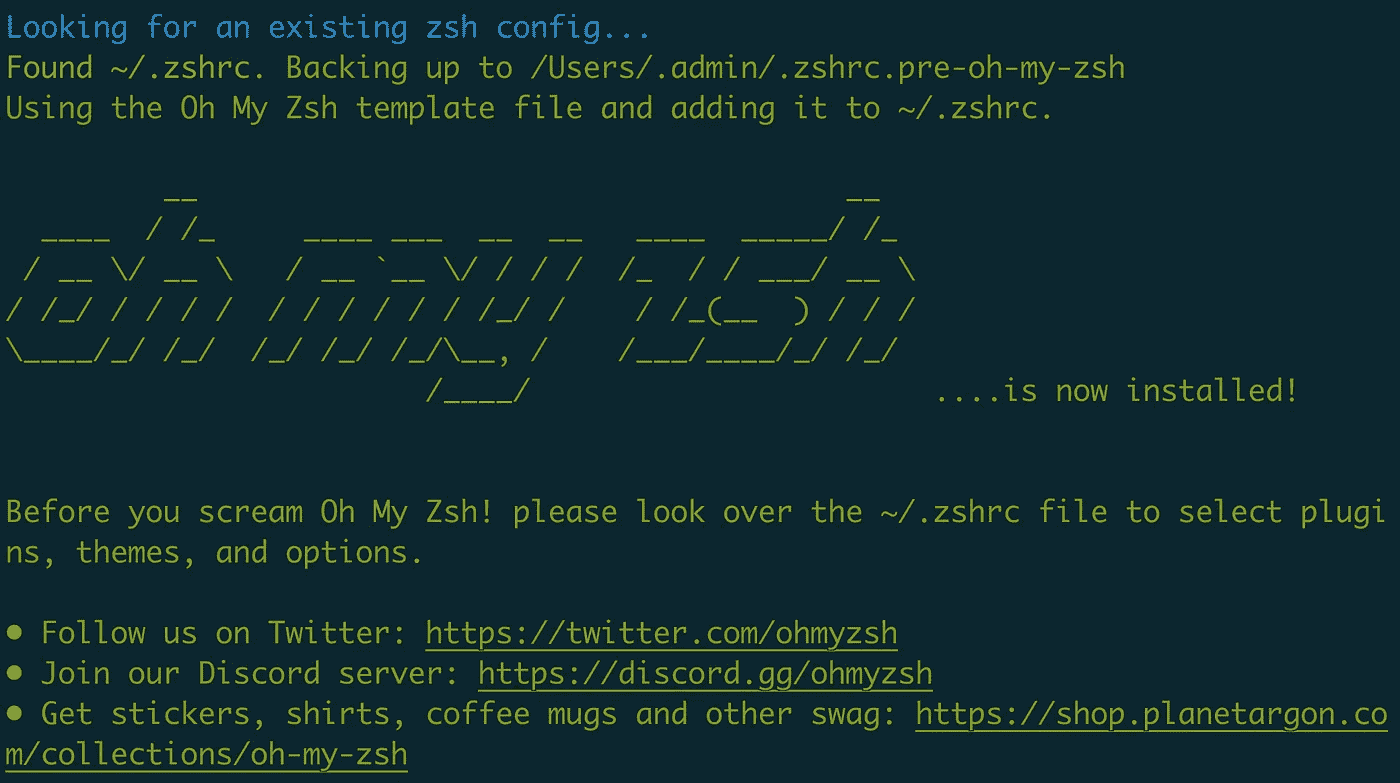 Looking for an existing zsh config...
Found ~/.zshrc. Backing up to /Users/.admin/.zshrc.pre-oh-my-zsh
Using the Oh My Zsh template file and adding it to ~/.zshrc.
         __                                     __
  ____  / /_     ____ ___  __  __   ____  _____/ /_
 / __ \/ __ \   / __ `__ \/ / / /  /_  / / ___/ __ \
/ /_/ / / / /  / / / / / / /_/ /    / /_(__  ) / / /
\____/_/ /_/  /_/ /_/ /_/\__, /    /___/____/_/ /_/
                        /____/                       ....is now installed!
Before you scream Oh My Zsh! please look over the ~/.zshrc file to select plugi
ns, themes, and options.
● Follow us on Twitter: https://twitter.com/ohmyzsh
● Join our Discord server: https://discord.gg/ohmyzsh
● Get stickers, shirts, coffee mugs and other swag: https://shop.planetargon.co
m/collections/oh-my-zsh